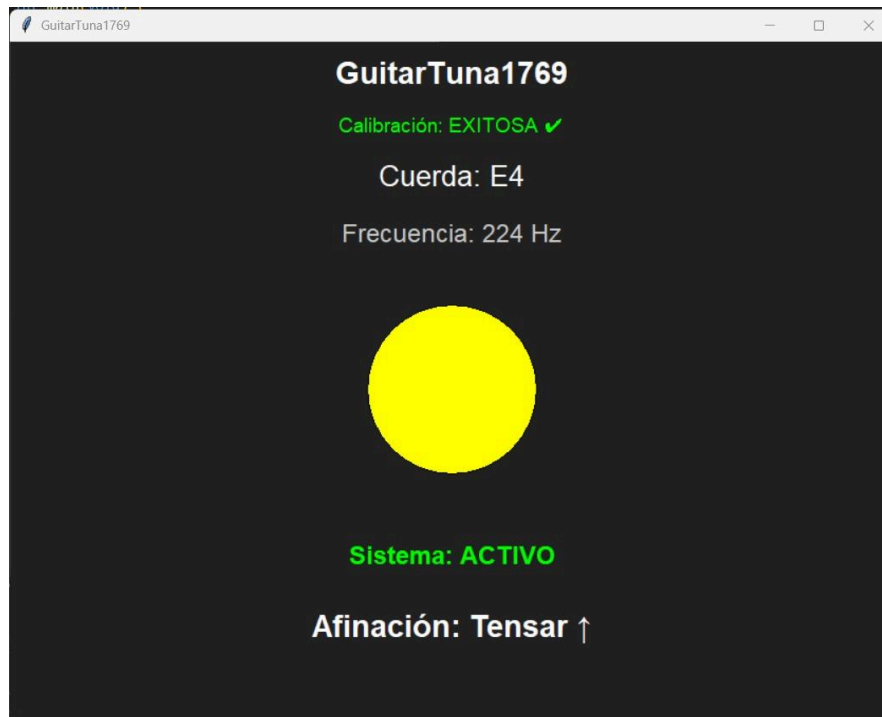 GuitarTuna1769
GuitarTuna1769
Calibración: EXITOSA ✔
Cuerda: E4
Frecuencia: 224 Hz
Sistema: ACTIVO
Afinación: Tensar ↑